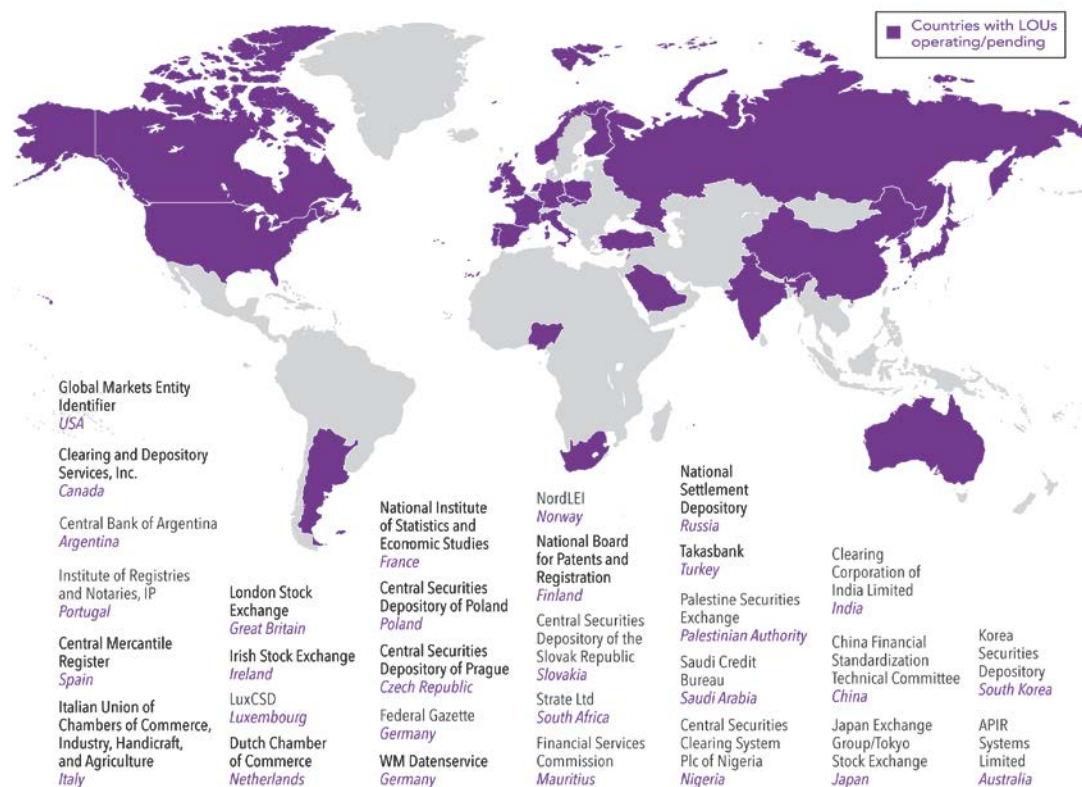 Countries with LOUs
operating/pending
Global Markets Entity
Identifier
USA
Clearing and Depository
Services, Inc.
Canada
Central Bank of Argentina
Argentina
Institute of Registries
and Notaries, IP
Portugal
Central Mercantile
Register
Spain
Italian Union of
Chambers of Commerce,
Industry, Handicraft,
and Agriculture
Italy
London Stock
Exchange
Great Britain
Irish Stock Exchange
Ireland
LuxCSD
Luxembourg
Dutch Chamber
of Commerce
Netherlands
National Institute
of Statistics and
Economic Studies
France
Central Securities
Depository of Poland
Poland
Central Securities
Depository of Prague
Czech Republic
Federal Gazette
Germany
WM Datenservice
Germany
NordLEI
Norway
National Board
for Patents and
Registration
Finland
Central Securities
Depository of the
Slovak Republic
Slovakia
Strate Ltd
South Africa
Financial Services
Commission
Mauritius
National
Settlement
Depository
Russia
Takasbank
Turkey
Palestine Securities
Exchange
Palestinian Authority
Saudi Credit
Bureau
Saudi Arabia
Central Securities
Clearing System
Plc of Nigeria
Nigeria
Clearing
Corporation of
India Limited
India
China Financial
Standardization
Technical Committee
China
Japan Exchange
Group/Tokyo
Stock Exchange
Japan
Korea
Securities
Depository
South Korea
APIR
Systems
Limited
Australia